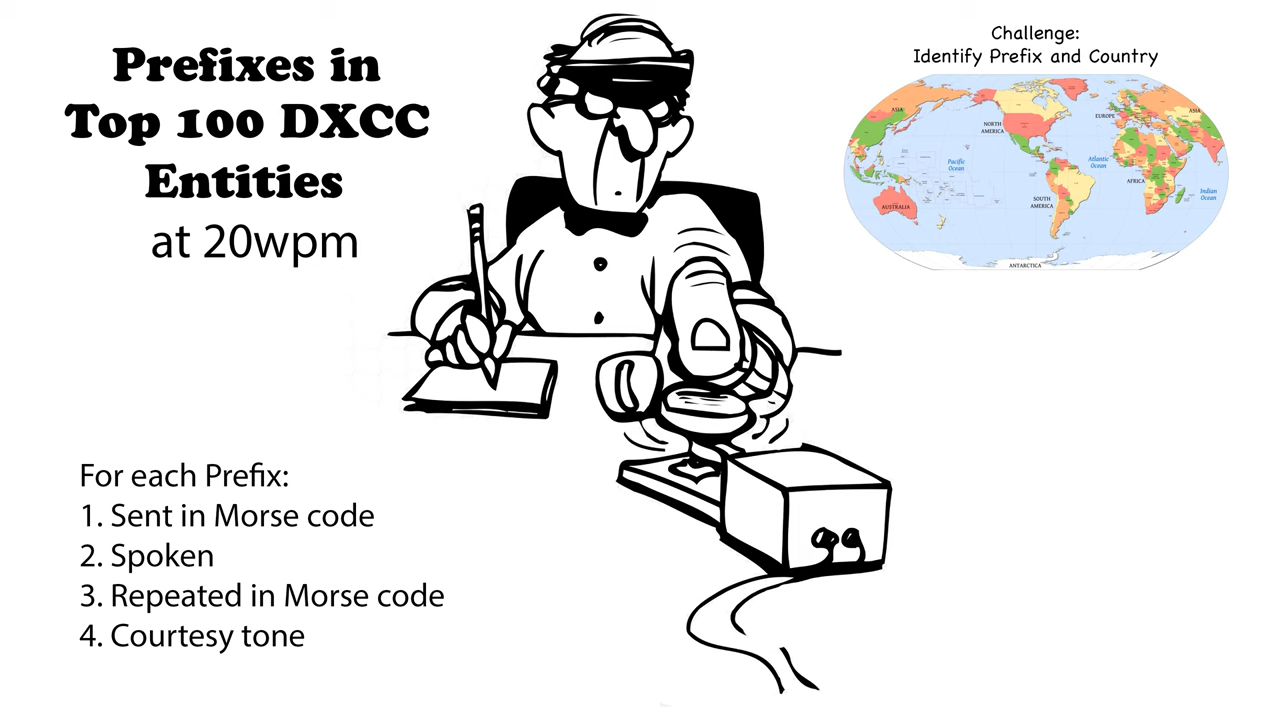 Prefixes in
Top 100 DXCC
Entities
at 20wpm
Challenge:
Identify Prefix and Country
ASIA
NORTH
AMERICA
EUROPE
ASIA
Pacific
Ocean
Atlantic
Ocean
AFRICA
SOUTH
AMERICA
Indian
Ocean
AUSTRALIA
ANTARCTICA
For each Prefix:
1. Sent in Morse code
2. Spoken
3. Repeated in Morse code
4. Courtesy tone